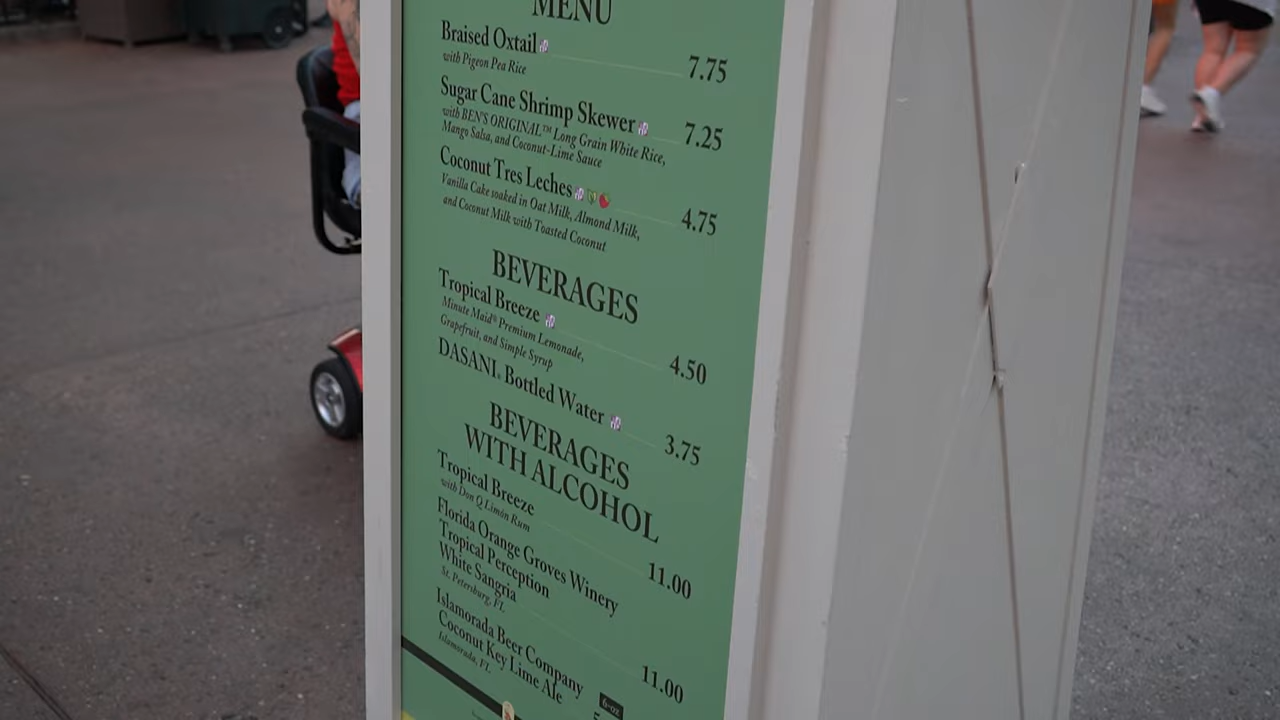 MENU
Braised Oxtail
with Pigeon Pea Rice
7.75
Sugar Cane Shrimp Skewer
with BEN'S ORIGINAL™ Long Grain White Rice,
Mango Salsa, and Coconut-Lime Sauce
7.25
Coconut Tres Leches
Vanilla Cake soaked in Oat Milk, Almond Milk,
and Coconut Milk with Toasted Coconut
4.75
BEVERAGES
Tropical Breeze
Minute Maid® Premium Lemonade,
Grapefruit, and Simple Syrup
4.50
DASANI® Bottled Water
3.75
BEVERAGES
WITH ALCOHOL
Tropical Breeze
with Don Q Limón Rum
11.00
Florida Orange Groves Winery
Tropical Perception
White Sangria
St. Petersburg, FL
11.00
Islamorada Beer Company
Coconut Key Lime Ale
Islamorada, FL
6-oz